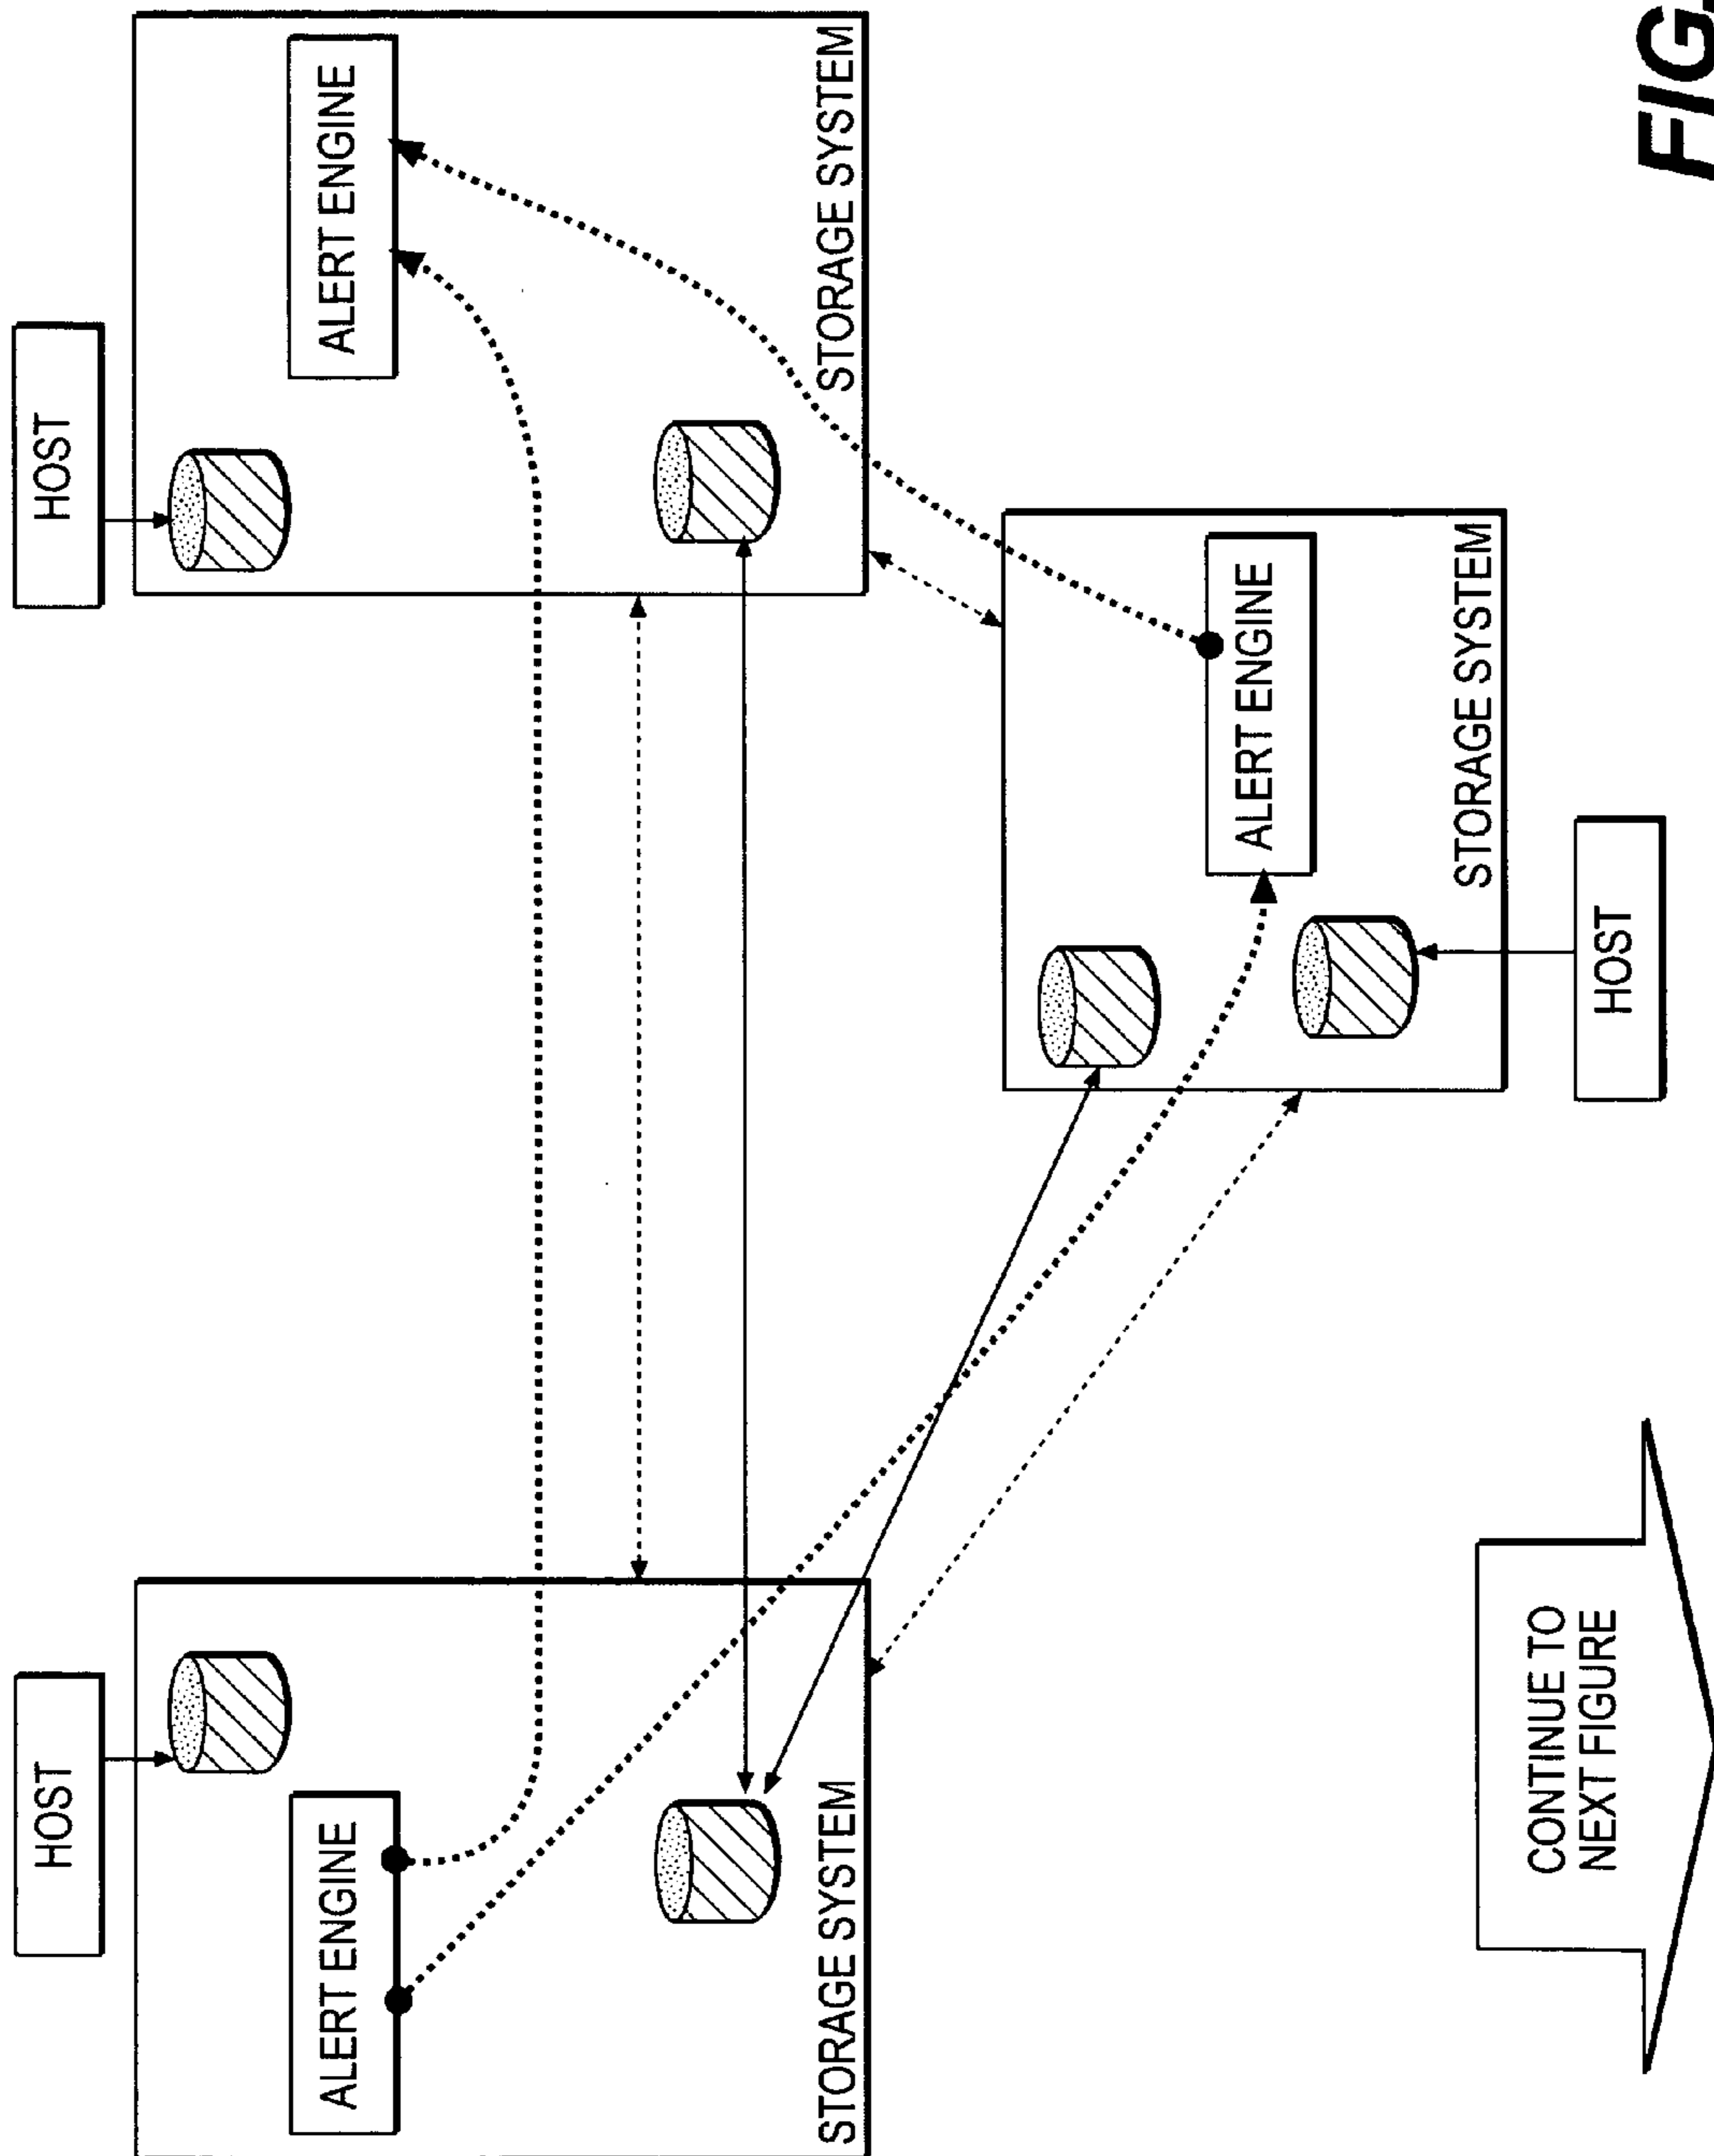 HOST
ALERT ENGINE
STORAGE SYSTEM
HOST
ALERT ENGINE
STORAGE SYSTEM
ALERT ENGINE
STORAGE SYSTEM
HOST
CONTINUE TO
NEXT FIGURE
FIG.